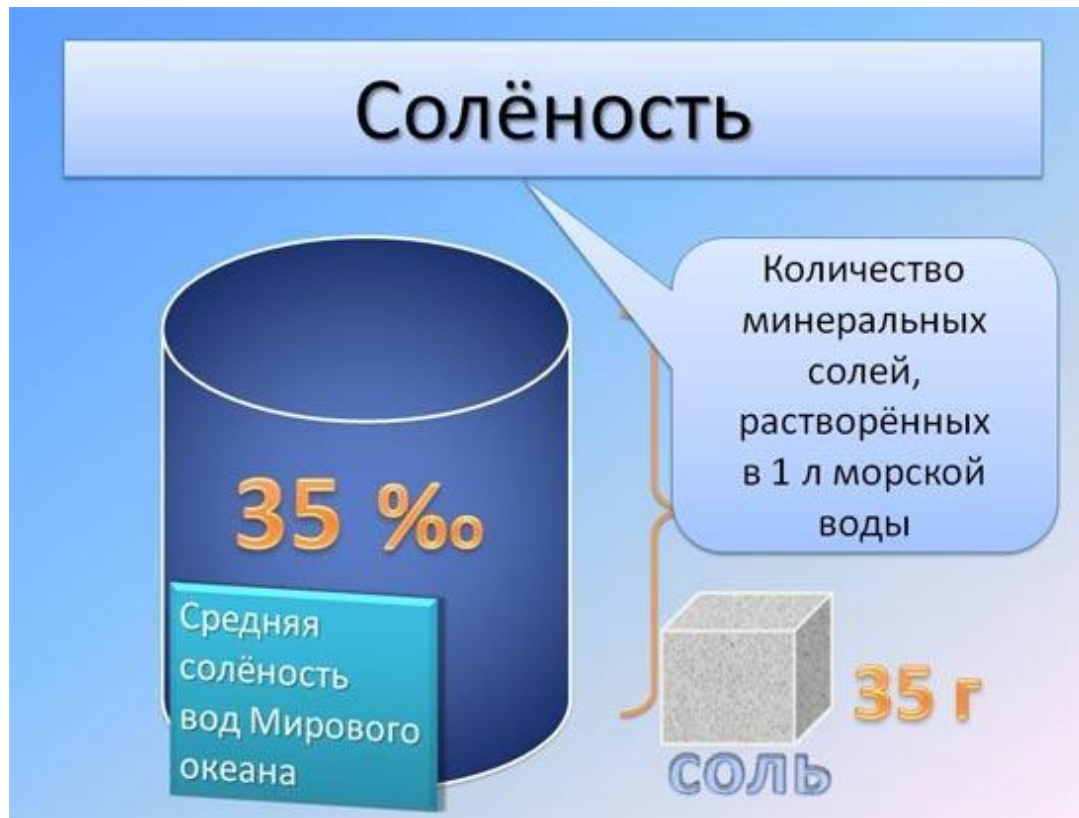 Солёность
Количество
минеральных
солей,
растворённых
в 1 л морской
воды
35 ‰
Средняя
солёность
вод Мирового
океана
35 г
соль